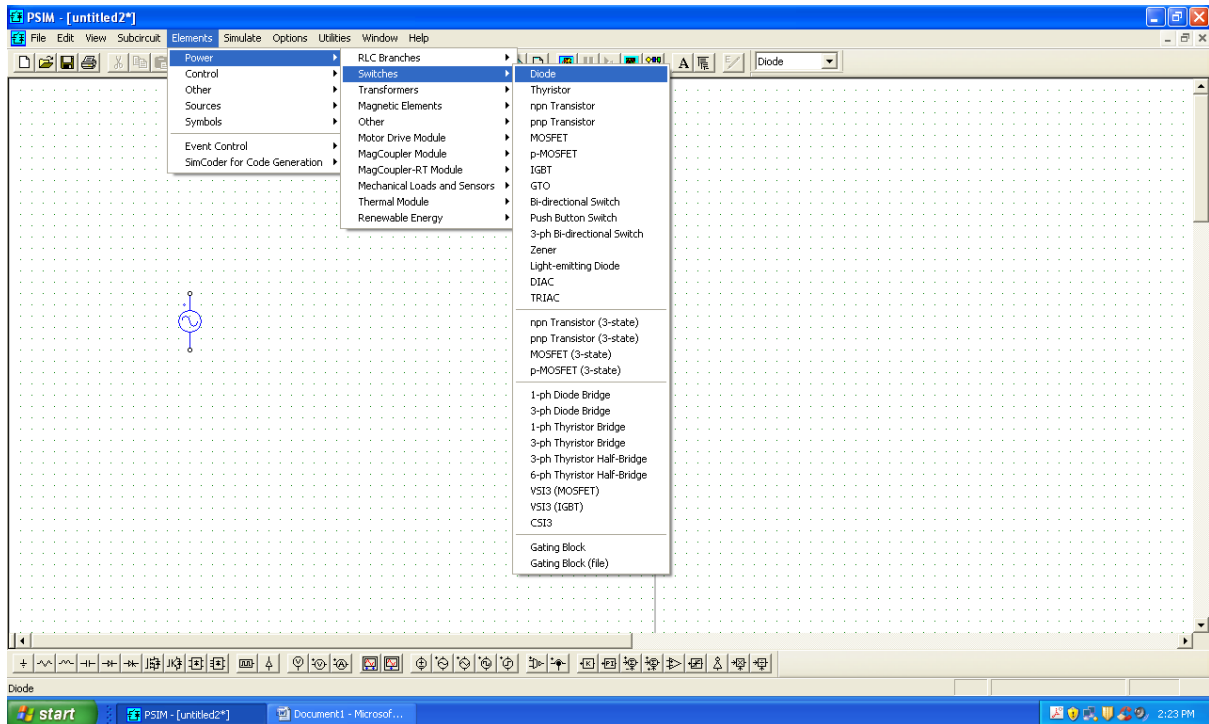 PSIM - [untitled2*]
File Edit View Subcircuit Elements Simulate Options Utilities Window Help
A Diode
Power
Control
Other
Sources
Symbols
Event Control
SimCoder for Code Generation
RLC Branches
Switches
Transformers
Magnetic Elements
Other
Motor Drive Module
MagCoupler Module
MagCoupler-RT Module
Mechanical Loads and Sensors
Thermal Module
Renewable Energy
Diode
Thyristor
npn Transistor
pnp Transistor
MOSFET
p-MOSFET
IGBT
GTO
Bi-directional Switch
Push Button Switch
3-ph Bi-directional Switch
Zener
Light-emitting Diode
DIAC
TRIAC
npn Transistor (3-state)
pnp Transistor (3-state)
MOSFET (3-state)
p-MOSFET (3-state)
1-ph Diode Bridge
3-ph Diode Bridge
1-ph Thyristor Bridge
3-ph Thyristor Bridge
3-ph Thyristor Half-Bridge
6-ph Thyristor Half-Bridge
VSI3 (MOSFET)
VSI3 (IGBT)
CSI3
Gating Block
Gating Block (file)
Diode
start PSIM - [untitled2*] Document1 - Microsof... 2:23 PM